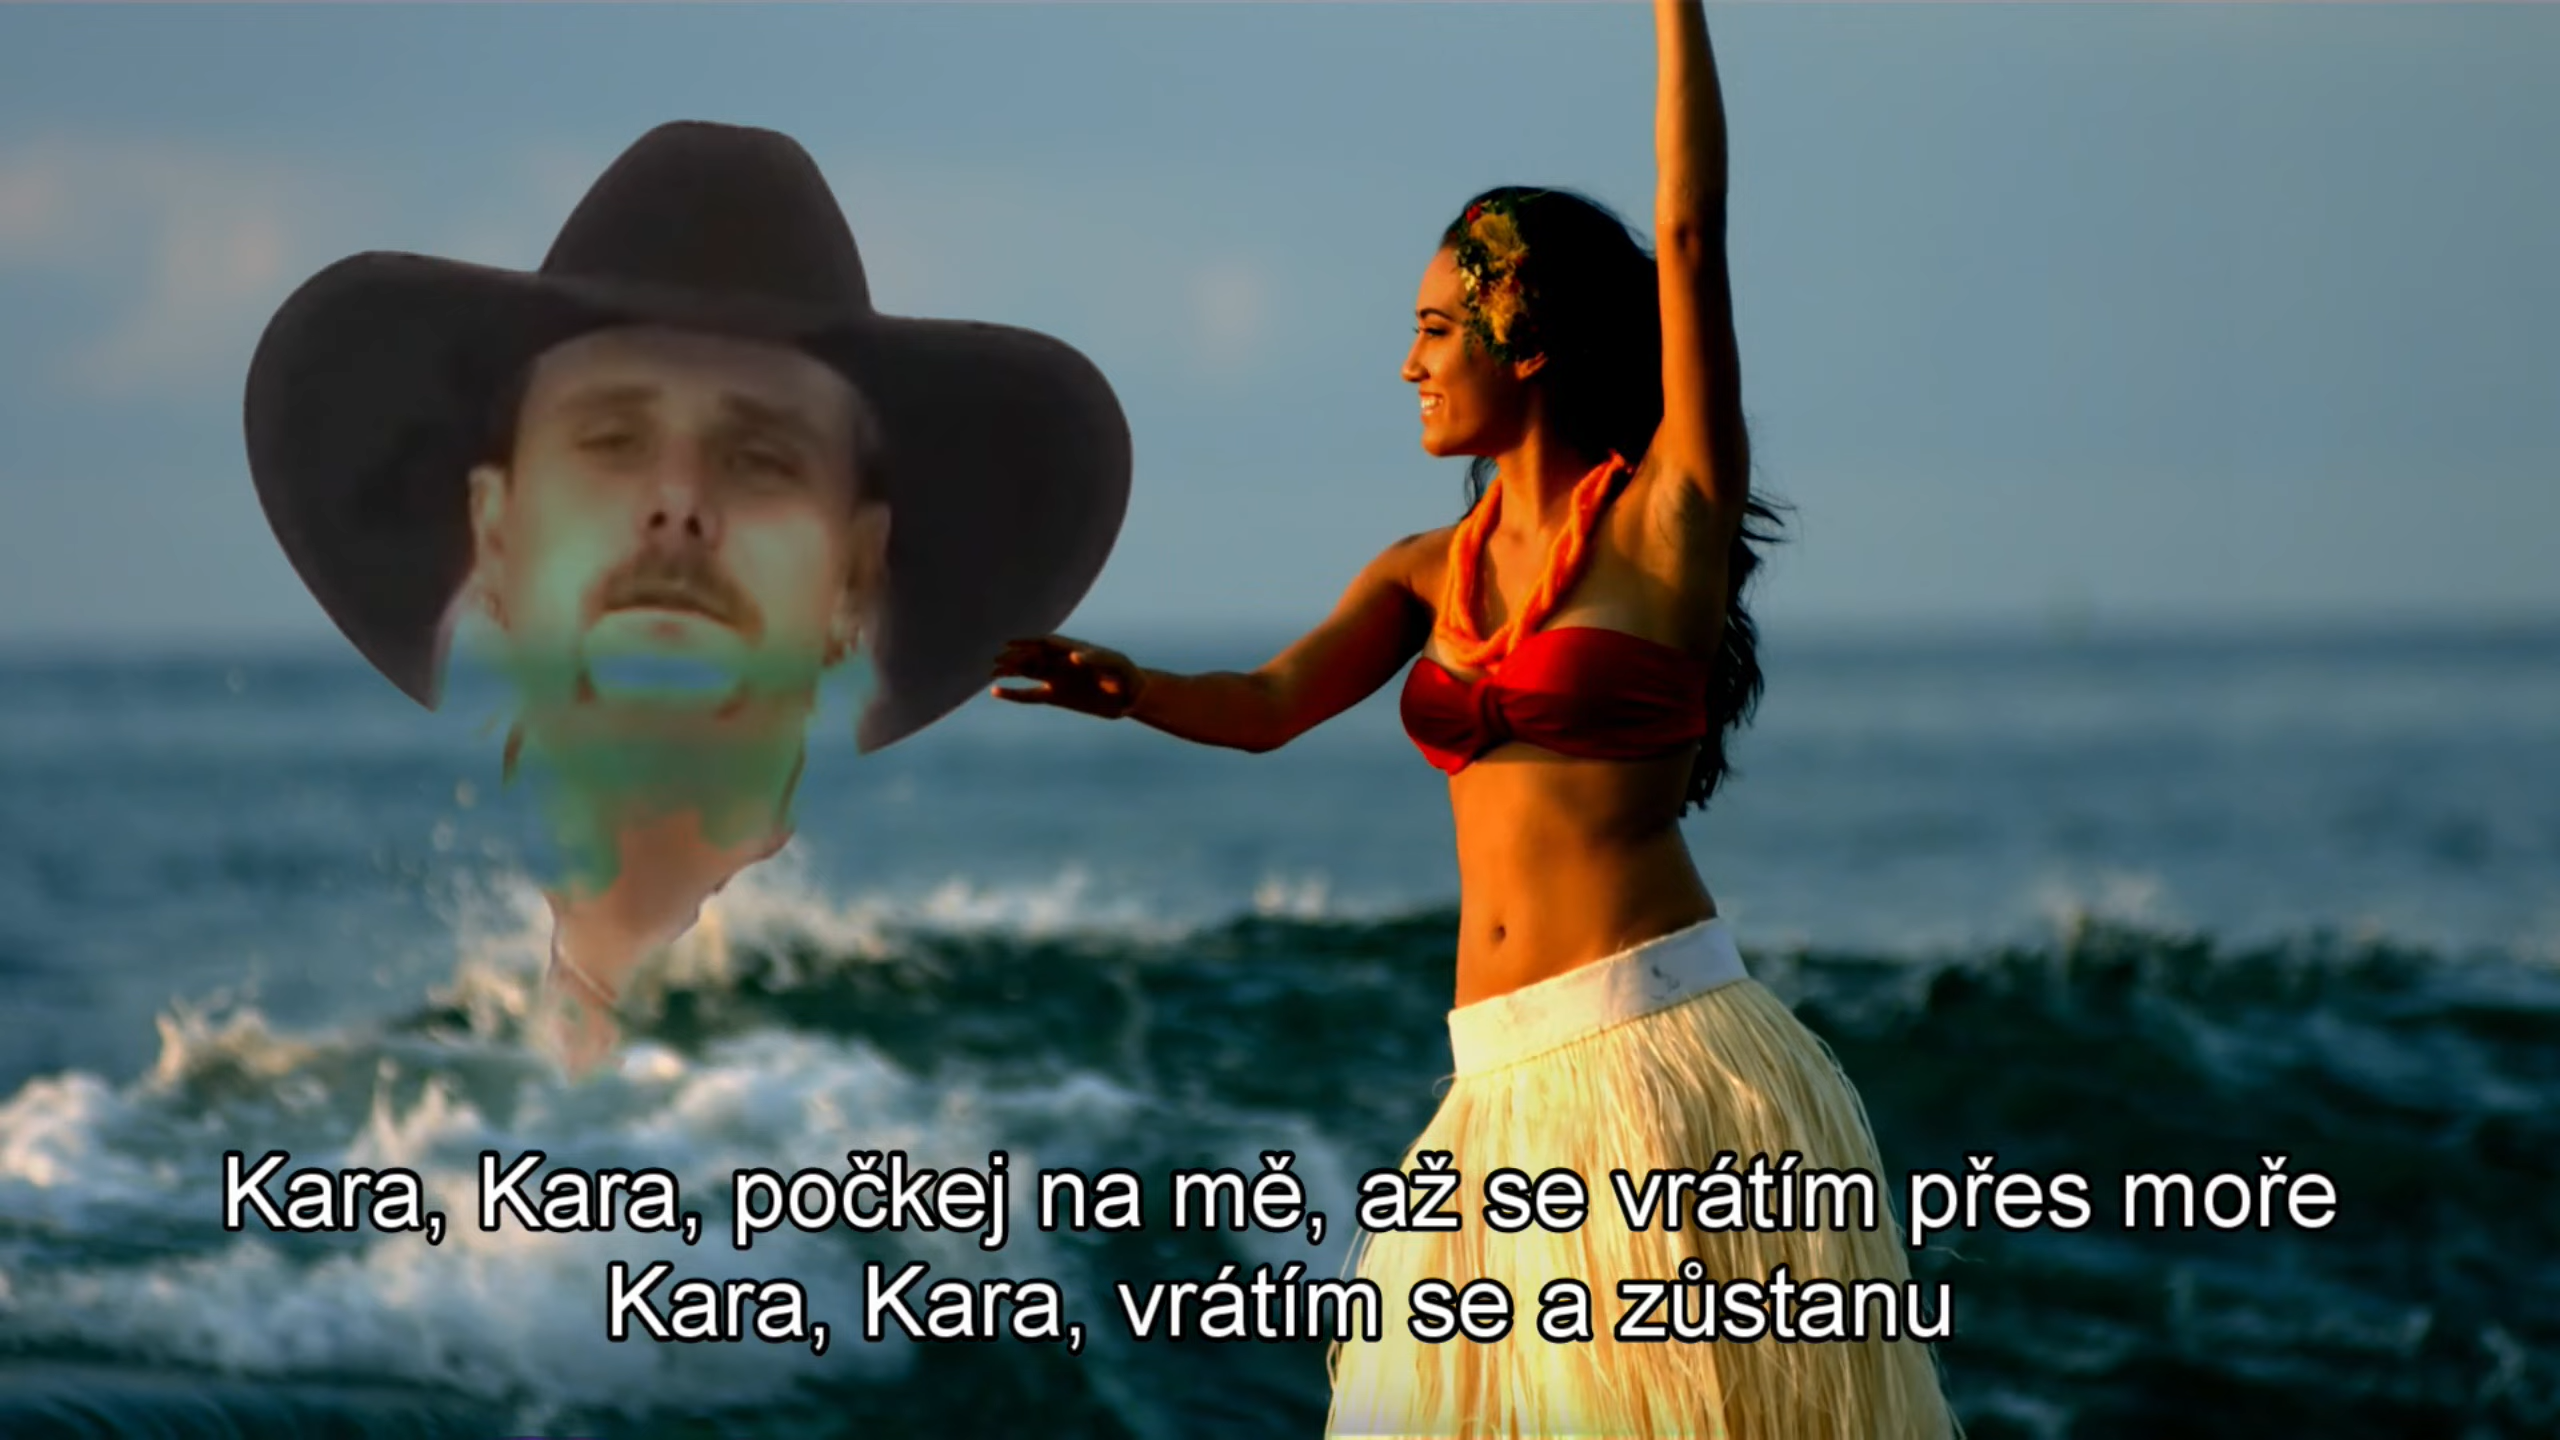 Kara, Kara, počkej na mě, až se vrátím přes moře
Kara, Kara, vrátím se a zůstanu